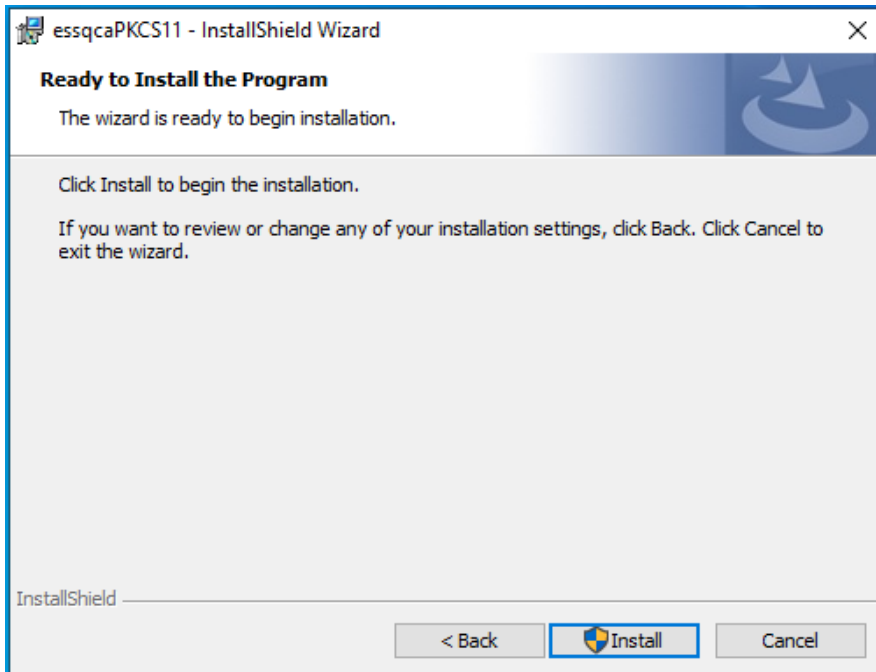 essqcaPKCS11 - InstallShield Wizard
Ready to Install the Program
The wizard is ready to begin installation.
Click Install to begin the installation.
If you want to review or change any of your installation settings, click Back. Click Cancel to
exit the wizard.
InstallShield
< Back
Install
Cancel